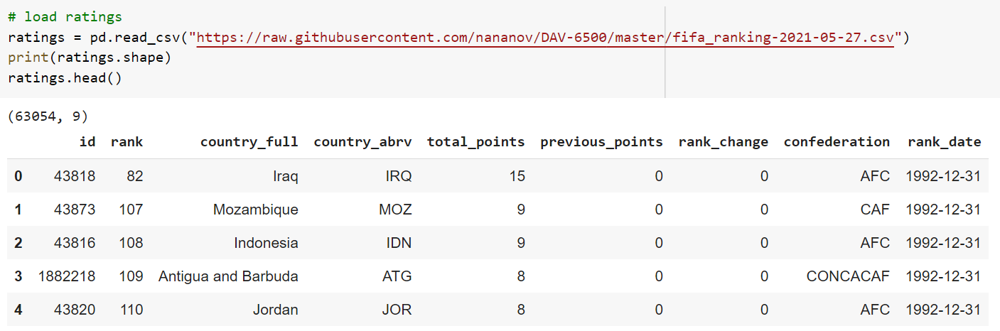 # load ratings
ratings = pd.read_csv("https://raw.githubusercontent.com/nananov/DAV-6500/master/fifa_ranking-2021-05-27.csv")
print(ratings.shape)
ratings.head()
(63054, 9)
id rank country_full country_abrv total_points previous_points rank_change confederation rank_date
0 43818 82 Iraq IRQ 15 0 0 AFC 1992-12-31
1 43873 107 Mozambique MOZ 9 0 0 CAF 1992-12-31
2 43816 108 Indonesia IDN 9 0 0 AFC 1992-12-31
3 1882218 109 Antigua and Barbuda ATG 8 0 0 CONCACAF 1992-12-31
4 43820 110 Jordan JOR 8 0 0 AFC 1992-12-31